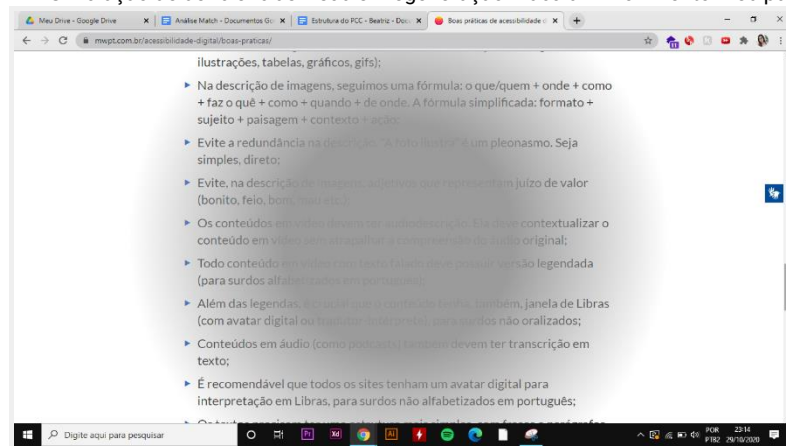 Meu Drive - Google Drive
Análise Match - Documentos Go
Estrutura do PCC - Beatriz - Docu
Boas práticas de acessibilidade d
mwpt.com.br/acessibilidade-digital/boas-praticas/
ilustrações, tabelas, gráficos, gifs);
Na descrição de imagens, seguimos uma fórmula: o que/quem + onde + como
+ faz o quê + como + quando + de onde. A fórmula simplificada: formato +
sujeito + paisagem + contexto + ação;
Evite a redundância na descrição. "A foto ilustra" é um pleonasmo. Seja
simples, direto;
Evite, na descrição de imagens, adjetivos que representam juízo de valor
(bonito, feio, bom, mau etc.);
Os conteúdos em vídeo devem ter audiodescrição. Ela deve contextualizar o
conteúdo em vídeo sem atrapalhar a compreensão do áudio original;
Todo conteúdo em vídeo com texto falado deve possuir versão legendada
(para surdos alfabetizados em português);
Além das legendas, é crucial que o conteúdo tenha, também, janela de Libras
(com avatar digital ou tradutor-intérprete), para surdos não oralizados;
Conteúdos em áudio (como podcasts) também devem ter transcrição em
texto;
É recomendável que todos os sites tenham um avatar digital para
interpretação em Libras, para surdos não alfabetizados em português;
Digite aqui para pesquisar
POR 23:14
PTB2 29/10/2020